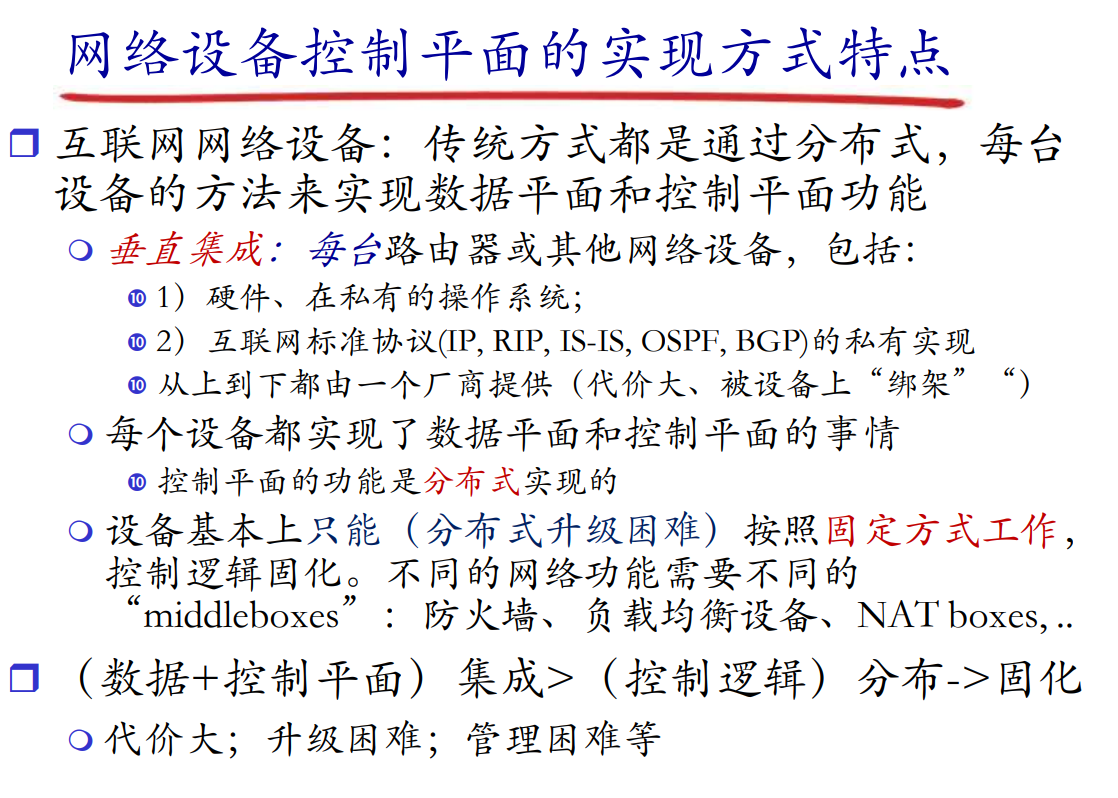 网络设备控制平面的实现方式特点
互联网网络设备：传统方式都是通过分布式，每台
设备的方法来实现数据平面和控制平面功能
垂直集成：每台路由器或其他网络设备，包括：
1）硬件、在私有的操作系统；
2）互联网标准协议(IP, RIP, IS-IS, OSPF, BGP)的私有实现
从上到下都由一个厂商提供（代价大、被设备上“绑架”“）
每个设备都实现了数据平面和控制平面的事情
控制平面的功能是分布式实现的
设备基本上只能（分布式升级困难）按照固定方式工作，
控制逻辑固化。不同的网络功能需要不同的
“middleboxes”：防火墙、负载均衡设备、NAT boxes, ..
（数据+控制平面）集成>（控制逻辑）分布->固化
代价大；升级困难；管理困难等